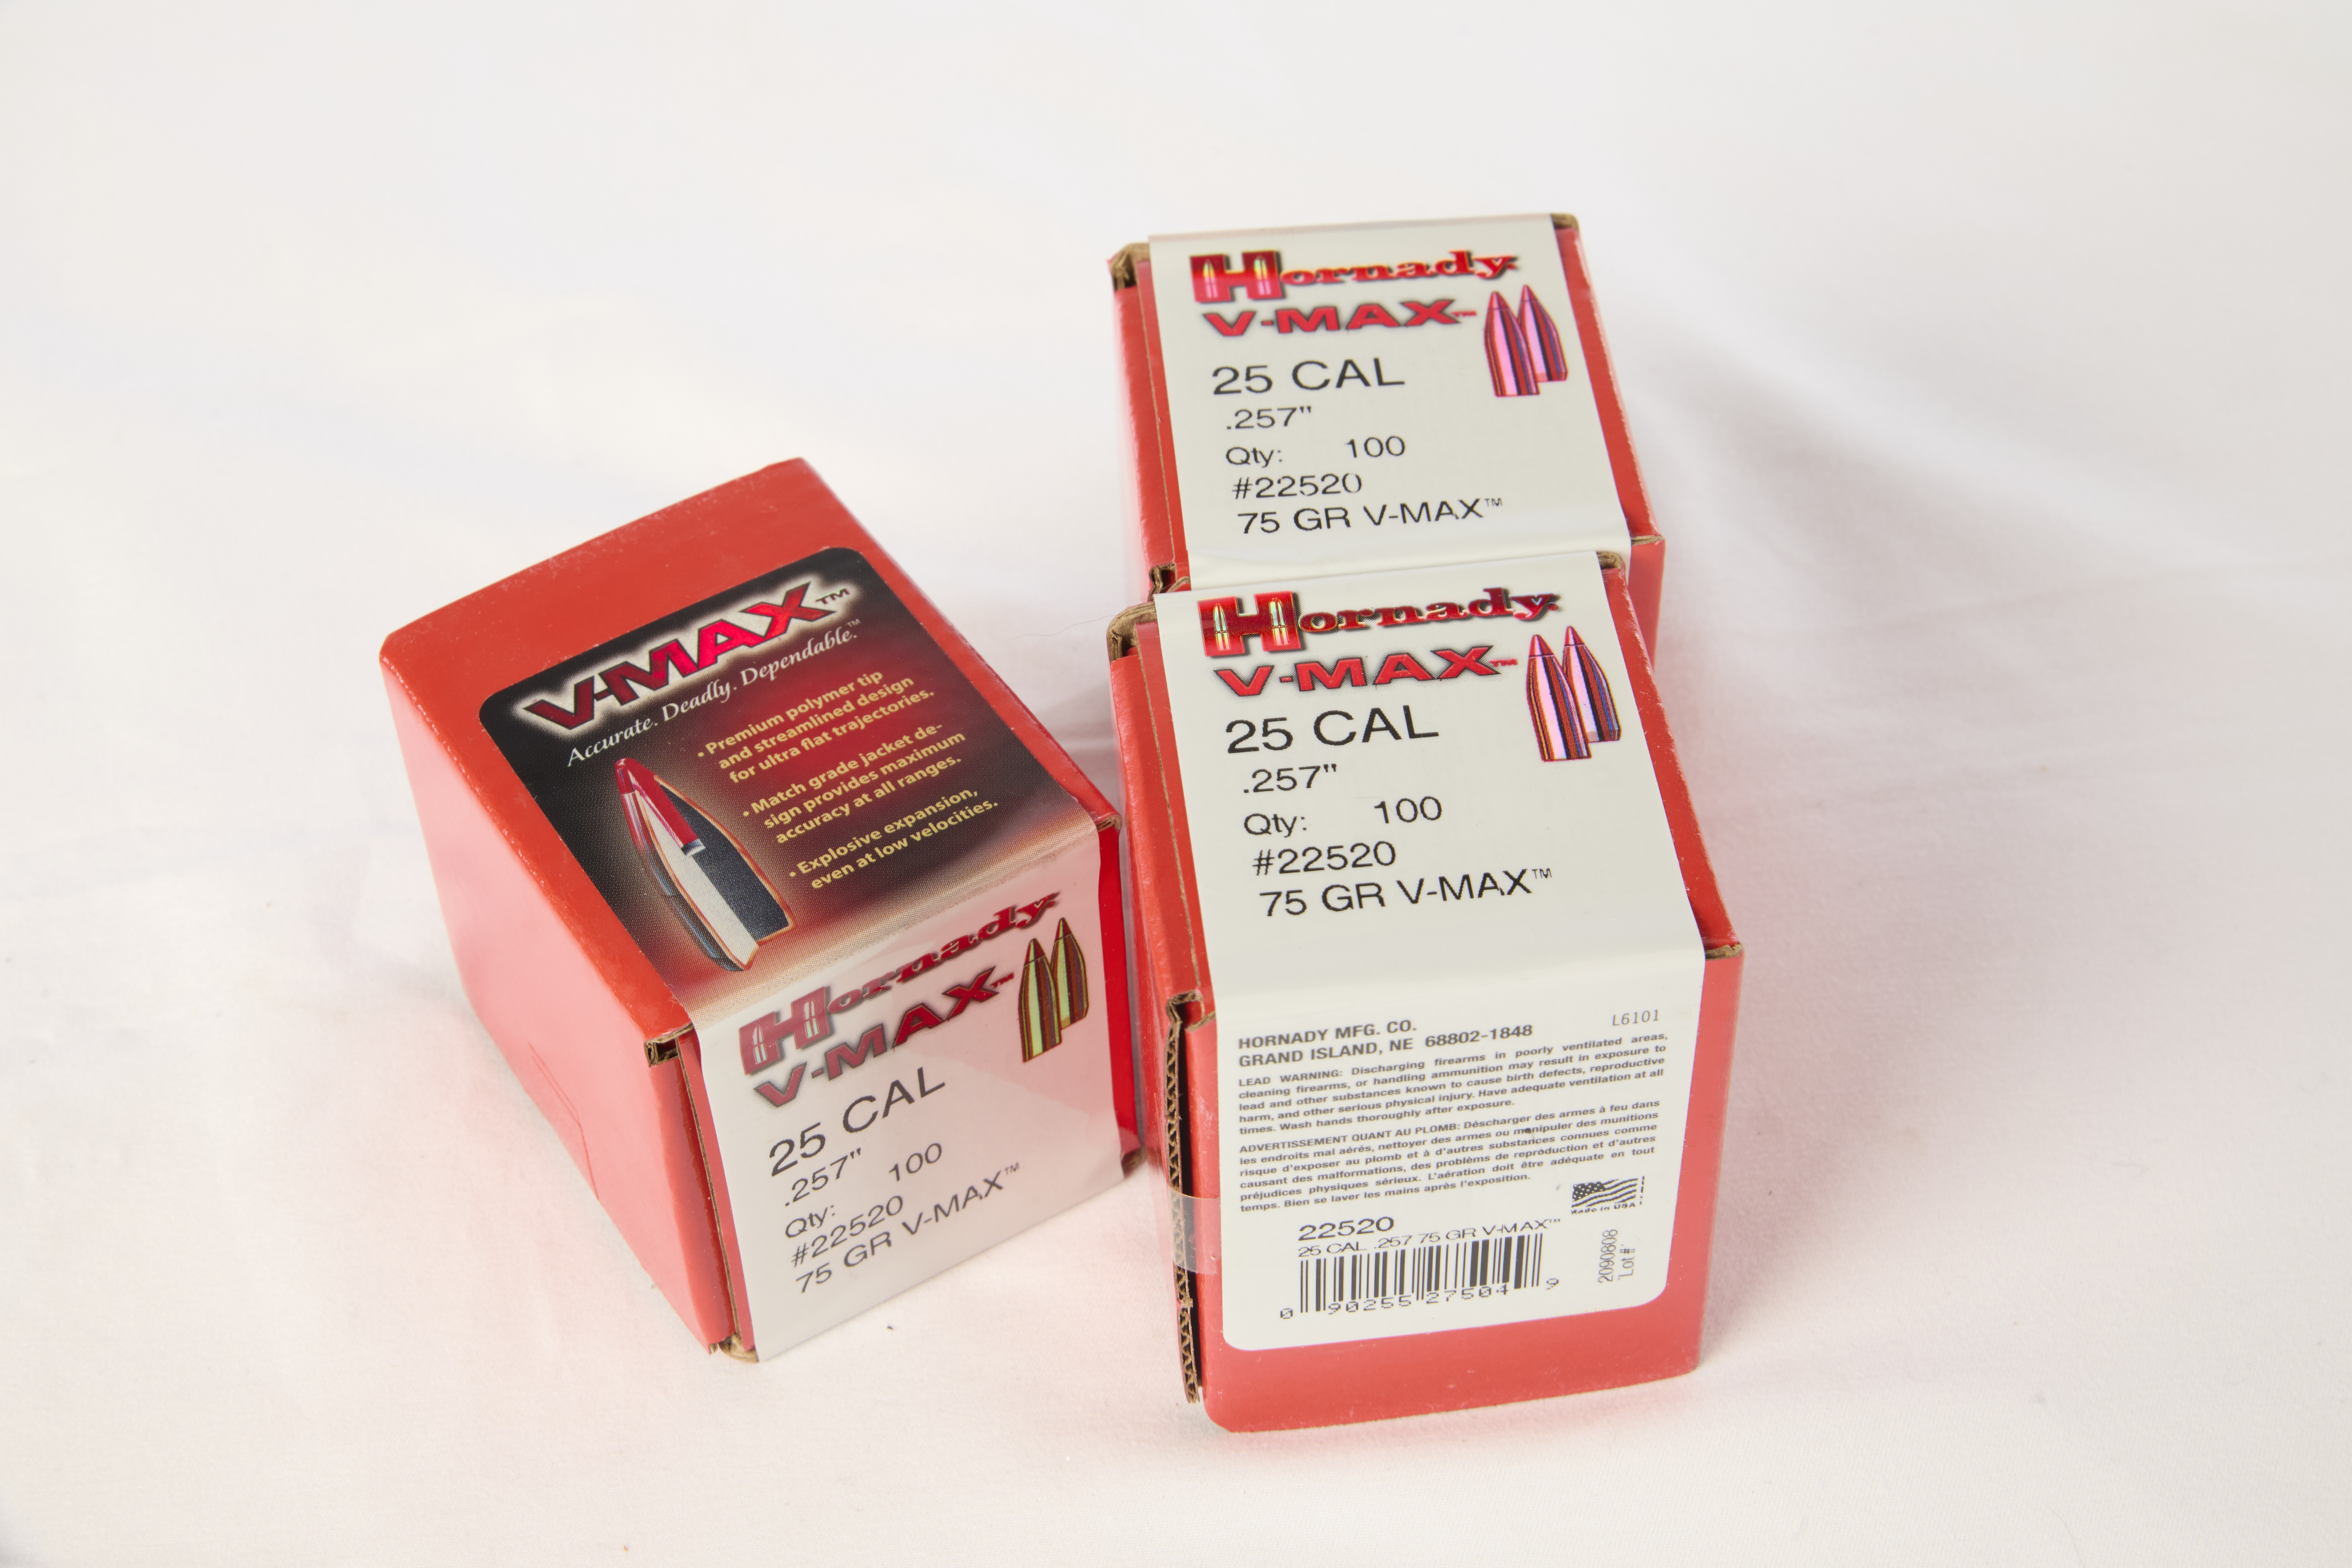 V-MAX™
Accurate. Deadly. Dependable.™
• Premium polymer tip
and streamlined design
for ultra flat trajectories.
• Match grade jacket de-
sign provides maximum
accuracy at all ranges.
• Explosive expansion,
even at low velocities.
Hornady
V-MAX™
25 CAL
.257"
Qty: 100
#22520
75 GR V-MAX™
Hornady
V-MAX™
25 CAL
.257"
Qty: 100
#22520
75 GR V-MAX™
Hornady
V-MAX™
25 CAL
.257"
Qty: 100
#22520
75 GR V-MAX™
HORNADY MFG. CO.
L6101
GRAND ISLAND, NE 68802-1848
LEAD WARNING: Discharging firearms in poorly ventilated areas,
cleaning firearms, or handling ammunition may result in exposure to
lead and other substances known to cause birth defects, reproductive
harm, and other serious physical injury. Have adequate ventilation at all
times. Wash hands thoroughly after exposure.
ADVERTISSEMENT QUANT AU PLOMB: Déscharger des armes à feu dans
les endroits mal aérés, nettoyer des armes ou manipuler des munitions
risque d'exposer au plomb et à d'autres substances connues comme
causant des malformations, des problèmes de reproduction et d'autres
préjudices physiques sérieux. L'aération doit être adéquate en tout
temps. Bien se laver les mains après l'exposition.
Made in USA
22520
25 CAL .257 75 GR V-MAX™
0 90255 27504 9
2090808
Lot #